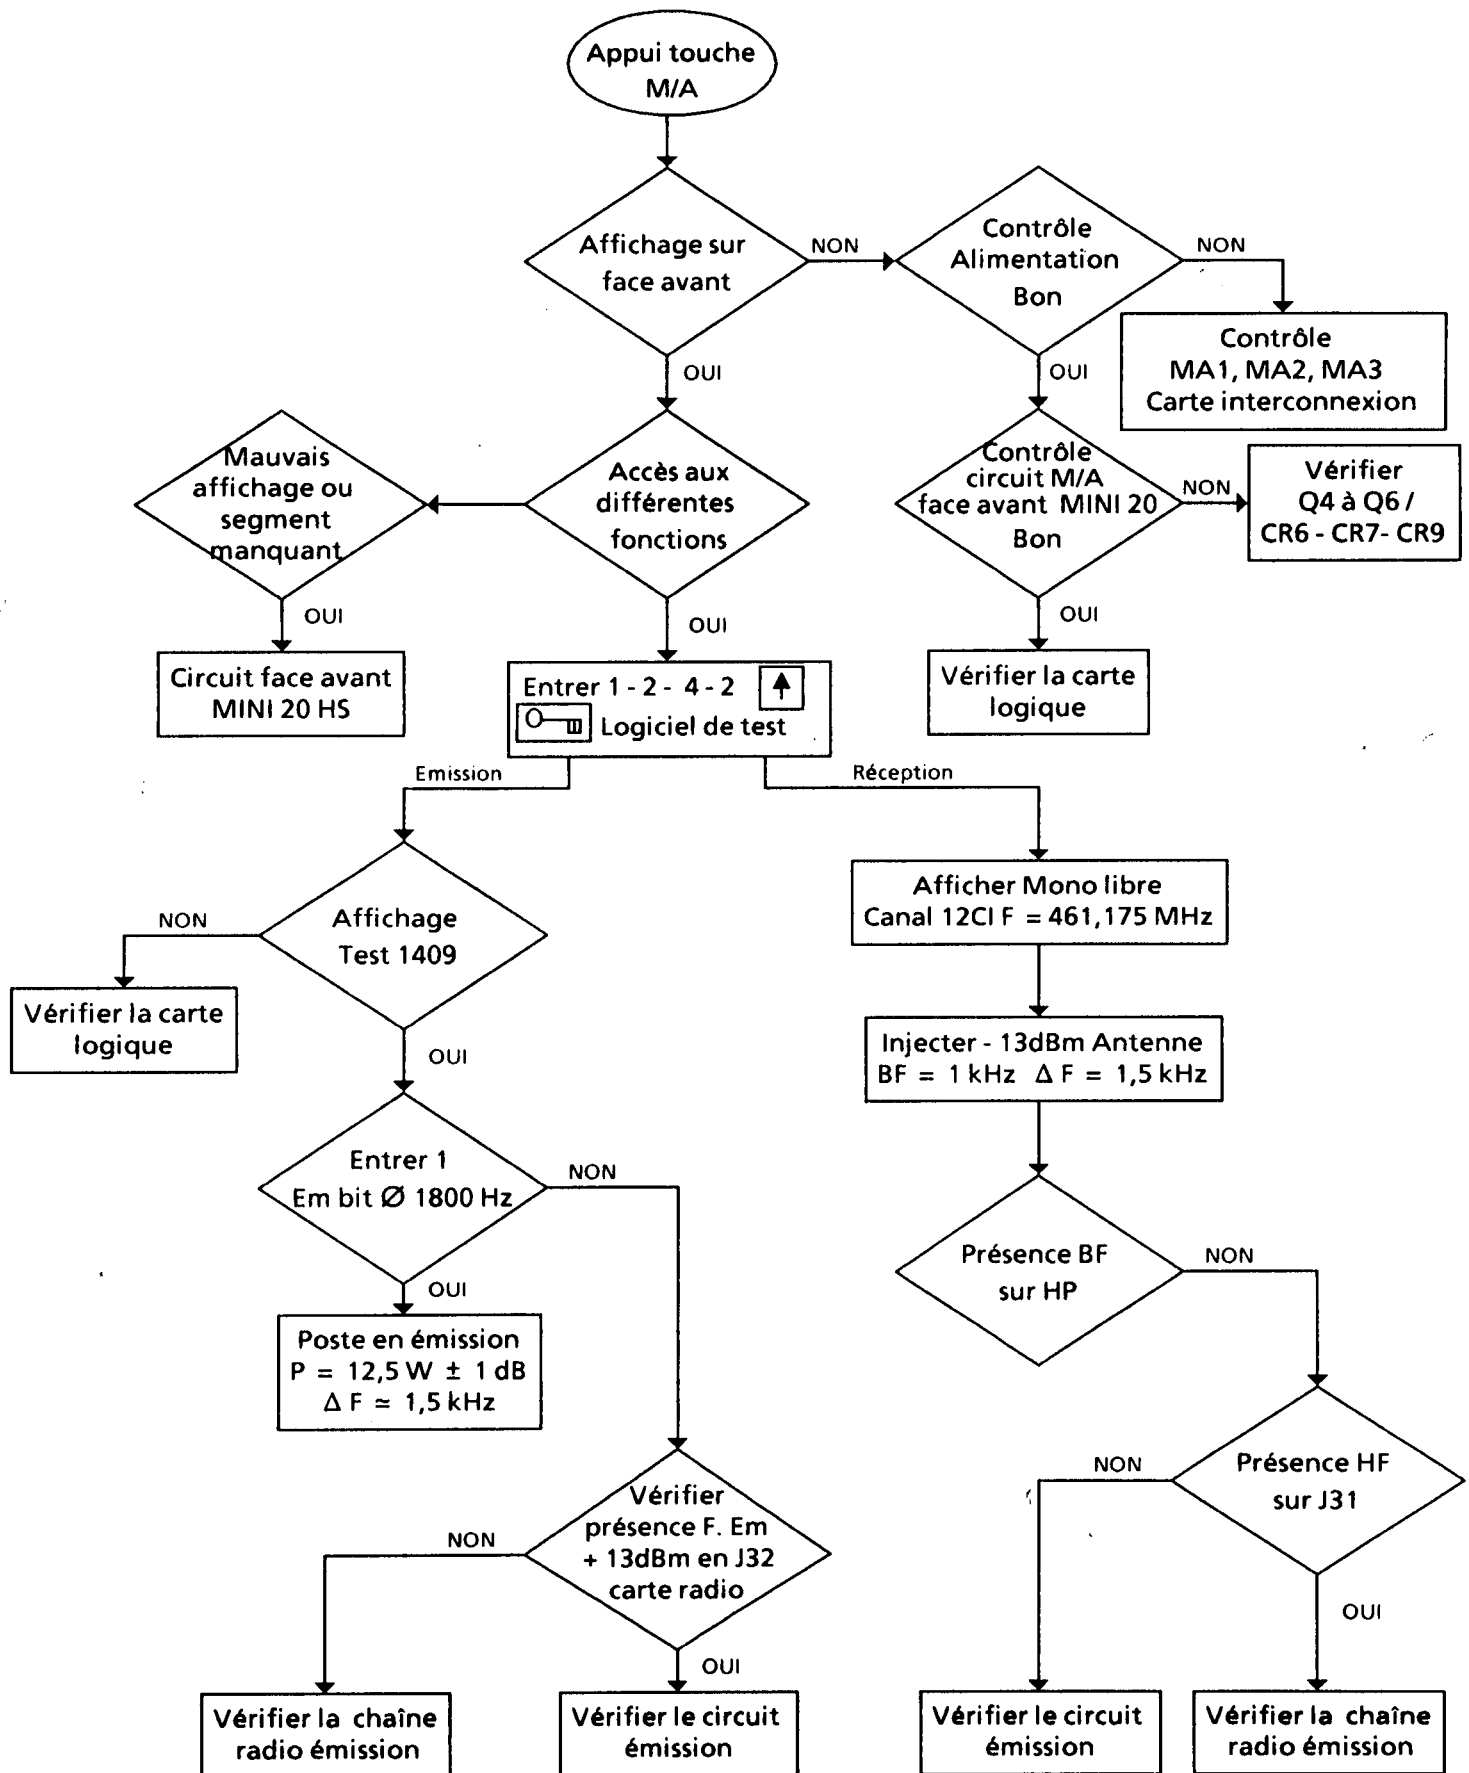 Appui touche
M/A
Affichage sur
face avant
NON
Contrôle
Alimentation
Bon
NON
Contrôle
MA1, MA2, MA3
Carte interconnexion
OUI
OUI
Mauvais
affichage ou
segment
manquant
Accès aux
différentes
fonctions
Contrôle
circuit M/A
face avant MINI 20
Bon
NON
Vérifier
Q4 à Q6 /
CR6 - CR7- CR9
OUI
OUI
OUI
Circuit face avant
MINI 20 HS
Entrer 1 - 2 - 4 - 2
Logiciel de test
Vérifier la carte
logique
Emission
Réception
Affichage
Test 1409
NON
Vérifier la carte
logique
OUI
Afficher Mono libre
Canal 12CI F = 461,175 MHz
Injecter - 13dBm Antenne
BF = 1 kHz Δ F = 1,5 kHz
Entrer 1
Em bit Ø 1800 Hz
NON
OUI
Poste en émission
P = 12,5 W ± 1 dB
Δ F ≃ 1,5 kHz
Présence BF
sur HP
NON
Vérifier
présence F. Em
+ 13dBm en J32
carte radio
NON
OUI
Présence HF
sur J31
NON
OUI
Vérifier la chaîne
radio émission
Vérifier le circuit
émission
Vérifier le circuit
émission
Vérifier la chaîne
radio émission